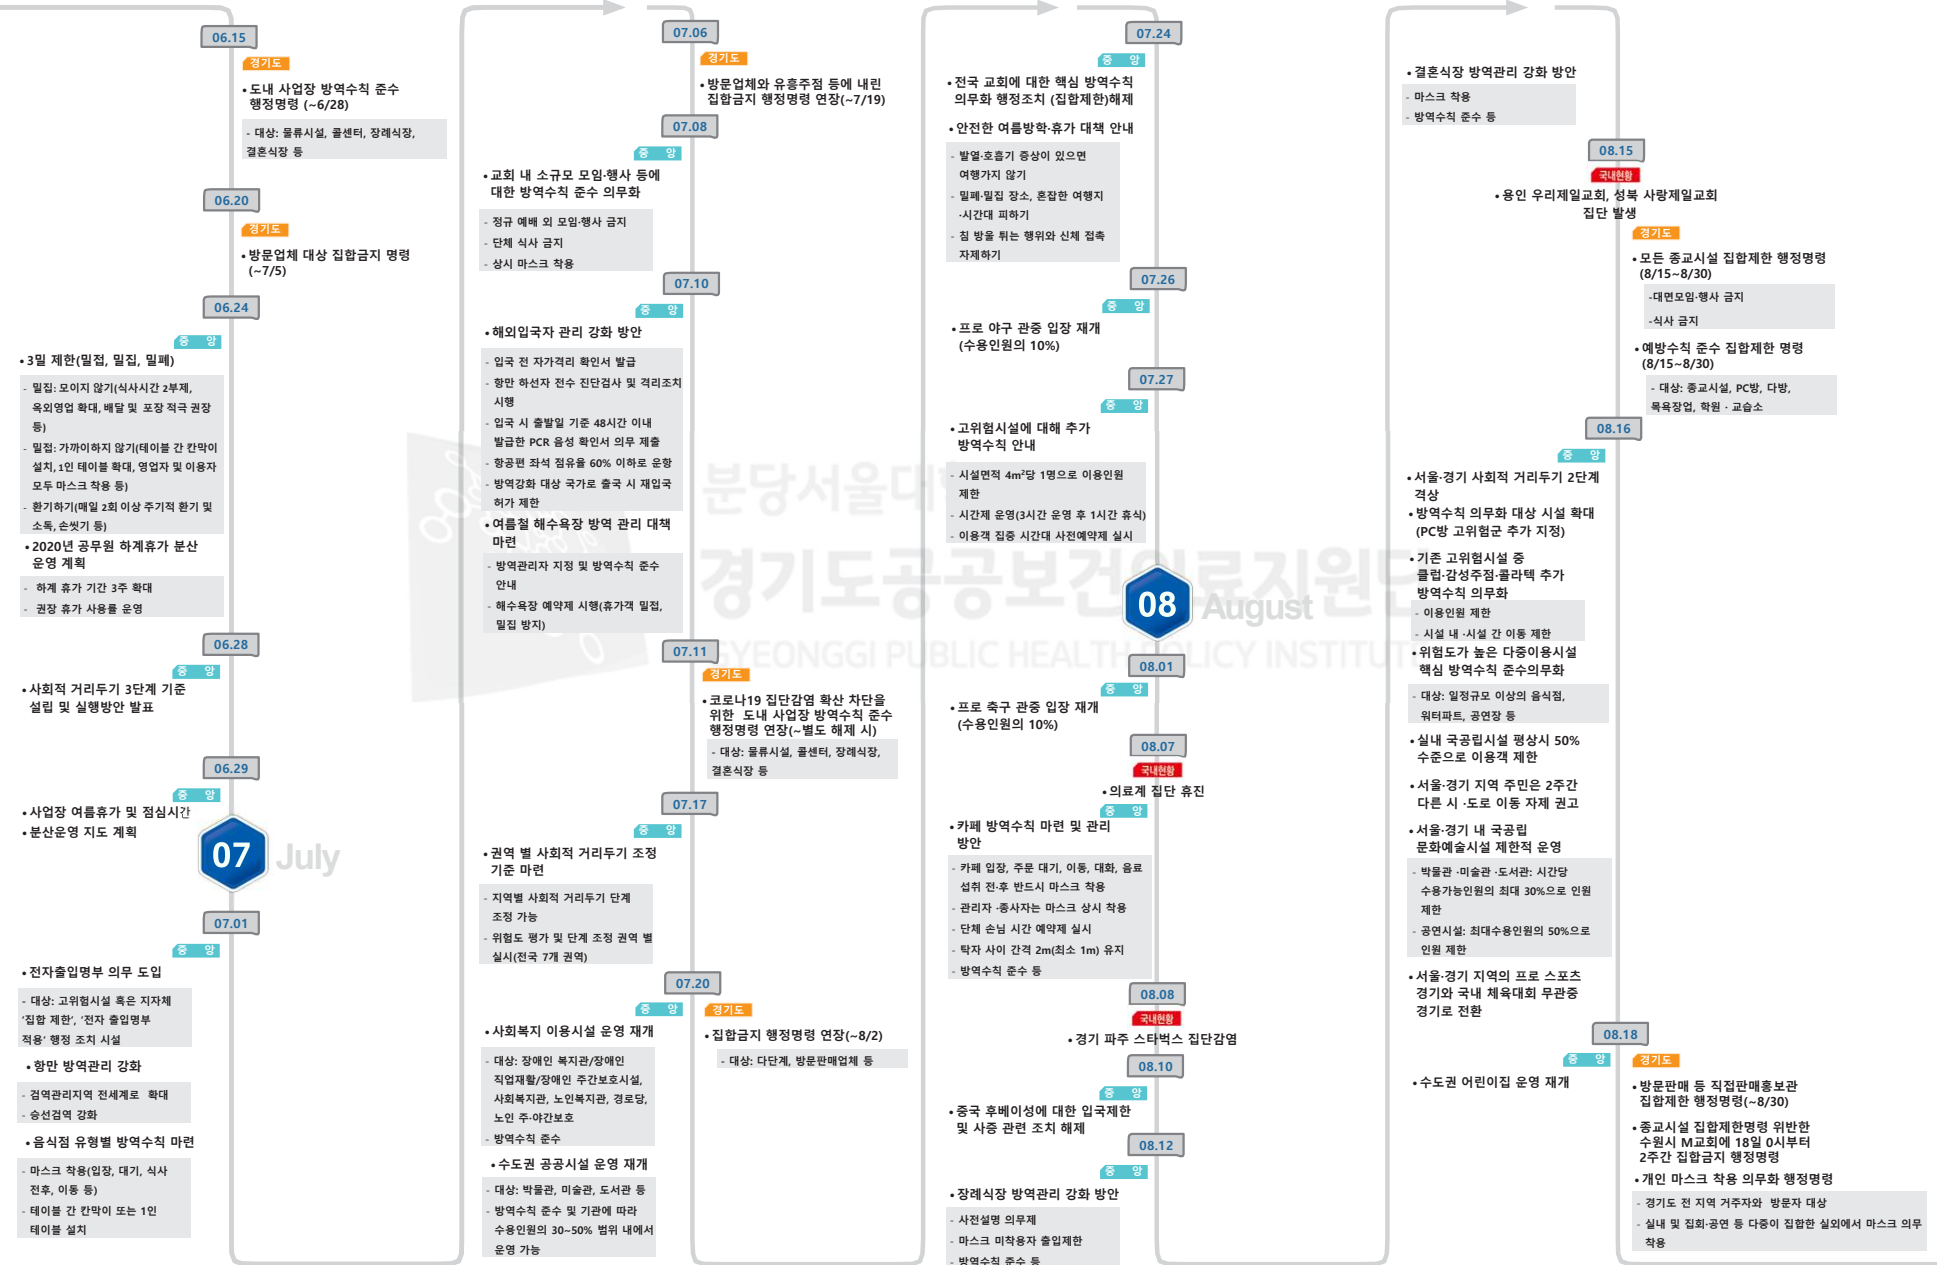 06.15
경기도
• 도내 사업장 방역수칙 준수
행정명령 (~6/28)
- 대상: 물류시설, 콜센터, 장례식장,
결혼식장 등
06.20
경기도
• 방문업체 대상 집합금지 명령
(~7/5)
06.24
중 앙
• 3밀 제한(밀접, 밀집, 밀폐)
- 밀집: 모이지 않기(식사시간 2부제,
옥외영업 확대, 배달 및 포장 적극 권장
등)
- 밀접: 가까이하지 않기(테이블 간 칸막이
설치, 1인 테이블 확대, 영업자 및 이용자
모두 마스크 착용 등)
- 환기하기(매일 2회 이상 주기적 환기 및
소독, 손씻기 등)
• 2020년 공무원 하계휴가 분산
운영 계획
- 하계 휴가 기간 3주 확대
- 권장 휴가 사용률 운영
06.28
중 앙
• 사회적 거리두기 3단계 기준
설립 및 실행방안 발표
06.29
중 앙
• 사업장 여름휴가 및 점심시간
• 분산운영 지도 계획
07 July
07.01
중 앙
• 전자출입명부 의무 도입
- 대상: 고위험시설 혹은 지자체
'집합 제한', '전자 출입명부
적용' 행정 조치 시설
• 항만 방역관리 강화
- 검역관리지역 전세계로 확대
- 승선검역 강화
• 음식점 유형별 방역수칙 마련
- 마스크 착용(입장, 대기, 식사
전후, 이동 등)
- 테이블 간 칸막이 또는 1인
테이블 설치
07.06
경기도
• 방문업체와 유흥주점 등에 내린
집합금지 행정명령 연장(~7/19)
07.08
중 앙
• 교회 내 소규모 모임·행사 등에
대한 방역수칙 준수 의무화
- 정규 예배 외 모임·행사 금지
- 단체 식사 금지
- 상시 마스크 착용
07.10
중 앙
• 해외입국자 관리 강화 방안
- 입국 전 자가격리 확인서 발급
- 항만 하선자 전수 진단검사 및 격리조치
시행
- 입국 시 출발일 기준 48시간 이내
발급한 PCR 음성 확인서 의무 제출
- 항공편 좌석 점유율 60% 이하로 운항
- 방역강화 대상 국가로 출국 시 재입국
허가 제한
• 여름철 해수욕장 방역 관리 대책
마련
- 방역관리자 지정 및 방역수칙 준수
안내
- 해수욕장 예약제 시행(휴가객 밀접,
밀집 방지)
07.11
경기도
• 코로나19 집단감염 확산 차단을
위한 도내 사업장 방역수칙 준수
행정명령 연장(~별도 해제 시)
- 대상: 물류시설, 콜센터, 장례식장,
결혼식장 등
07.17
중 앙
• 권역 별 사회적 거리두기 조정
기준 마련
- 지역별 사회적 거리두기 단계
조정 가능
- 위험도 평가 및 단계 조정 권역 별
실시(전국 7개 권역)
07.20
중 앙
• 사회복지 이용시설 운영 재개
- 대상: 장애인 복지관/장애인
직업재활/장애인 주간보호시설,
사회복지관, 노인복지관, 경로당,
노인 주·야간보호
- 방역수칙 준수
• 수도권 공공시설 운영 재개
- 대상: 박물관, 미술관, 도서관 등
- 방역수칙 준수 및 기관에 따라
수용인원의 30~50% 범위 내에서
운영 가능
경기도
• 집합금지 행정명령 연장(~8/2)
- 대상: 다단계, 방문판매업체 등
07.24
중 앙
• 전국 교회에 대한 핵심 방역수칙
의무화 행정조치 (집합제한)해제
• 안전한 여름방학·휴가 대책 안내
- 발열·호흡기 증상이 있으면
여행가지 않기
- 밀폐·밀집 장소, 혼잡한 여행지
·시간대 피하기
- 침 방울 튀는 행위와 신체 접촉
자제하기
07.26
중 앙
• 프로 야구 관중 입장 재개
(수용인원의 10%)
07.27
중 앙
• 고위험시설에 대해 추가
방역수칙 안내
- 시설면적 4m²당 1명으로 이용인원
제한
- 시간제 운영(3시간 운영 후 1시간 휴식)
- 이용객 집중 시간대 사전예약제 실시
분당서울대
경기도공공보건의료지원단
GYEONGGI PUBLIC HEALTH POLICY INSTITUTE
08 August
08.01
중 앙
• 프로 축구 관중 입장 재개
(수용인원의 10%)
08.07
국내현황
• 의료계 집단 휴진
중 앙
• 카페 방역수칙 마련 및 관리
방안
- 카페 입장, 주문 대기, 이동, 대화, 음료
섭취 전·후 반드시 마스크 착용
- 관리자 ·종사자는 마스크 상시 착용
- 단체 손님 시간 예약제 실시
- 탁자 사이 간격 2m(최소 1m) 유지
- 방역수칙 준수 등
08.08
국내현황
• 경기 파주 스타벅스 집단감염
08.10
중 앙
• 중국 후베이성에 대한 입국제한
및 사증 관련 조치 해제
08.12
중 앙
• 장례식장 방역관리 강화 방안
- 사전설명 의무제
- 마스크 미착용자 출입제한
- 방역수칙 준수 등
• 결혼식장 방역관리 강화 방안
- 마스크 착용
- 방역수칙 준수 등
08.15
국내현황
• 용인 우리제일교회, 성북 사랑제일교회
집단 발생
경기도
• 모든 종교시설 집합제한 행정명령
(8/15~8/30)
-대면모임·행사 금지
-식사 금지
• 예방수칙 준수 집합제한 명령
(8/15~8/30)
- 대상: 종교시설, PC방, 다방,
목욕장업, 학원 · 교습소
08.16
중 앙
• 서울·경기 사회적 거리두기 2단계
격상
• 방역수칙 의무화 대상 시설 확대
(PC방 고위험군 추가 지정)
• 기존 고위험시설 중
클럽·감성주점·콜라텍 추가
방역수칙 의무화
- 이용인원 제한
- 시설 내 ·시설 간 이동 제한
• 위험도가 높은 다중이용시설
핵심 방역수칙 준수의무화
- 대상: 일정규모 이상의 음식점,
워터파크, 공연장 등
• 실내 국공립시설 평상시 50%
수준으로 이용객 제한
• 서울·경기 지역 주민은 2주간
다른 시 ·도로 이동 자제 권고
• 서울·경기 내 국공립
문화예술시설 제한적 운영
- 박물관 ·미술관 ·도서관: 시간당
수용가능인원의 최대 30%으로 인원
제한
- 공연시설: 최대수용인원의 50%으로
인원 제한
• 서울·경기 지역의 프로 스포츠
경기와 국내 체육대회 무관중
경기로 전환
08.18
중 앙
• 수도권 어린이집 운영 재개
경기도
• 방문판매 등 직접판매홍보관
집합제한 행정명령(~8/30)
• 종교시설 집합제한명령 위반한
수원시 M교회에 18일 0시부터
2주간 집합금지 행정명령
• 개인 마스크 착용 의무화 행정명령
- 경기도 전 지역 거주자와 방문자 대상
- 실내 및 집회·공연 등 다중이 집합한 실외에서 마스크 의무
착용